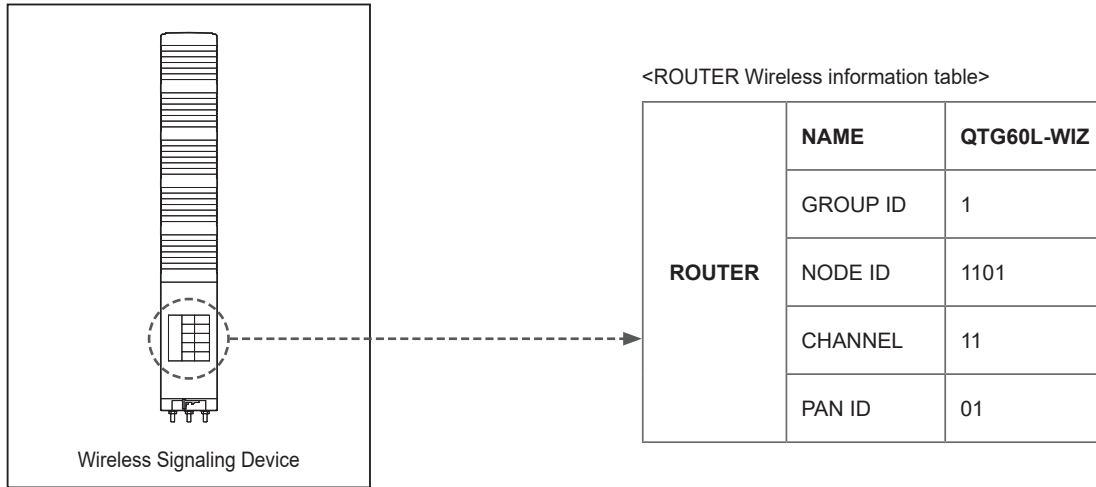 <ROUTER Wireless information table>
ROUTER
NAME QTG60L-WIZ
GROUP ID 1
NODE ID 1101
CHANNEL 11
PAN ID 01
Wireless Signaling Device